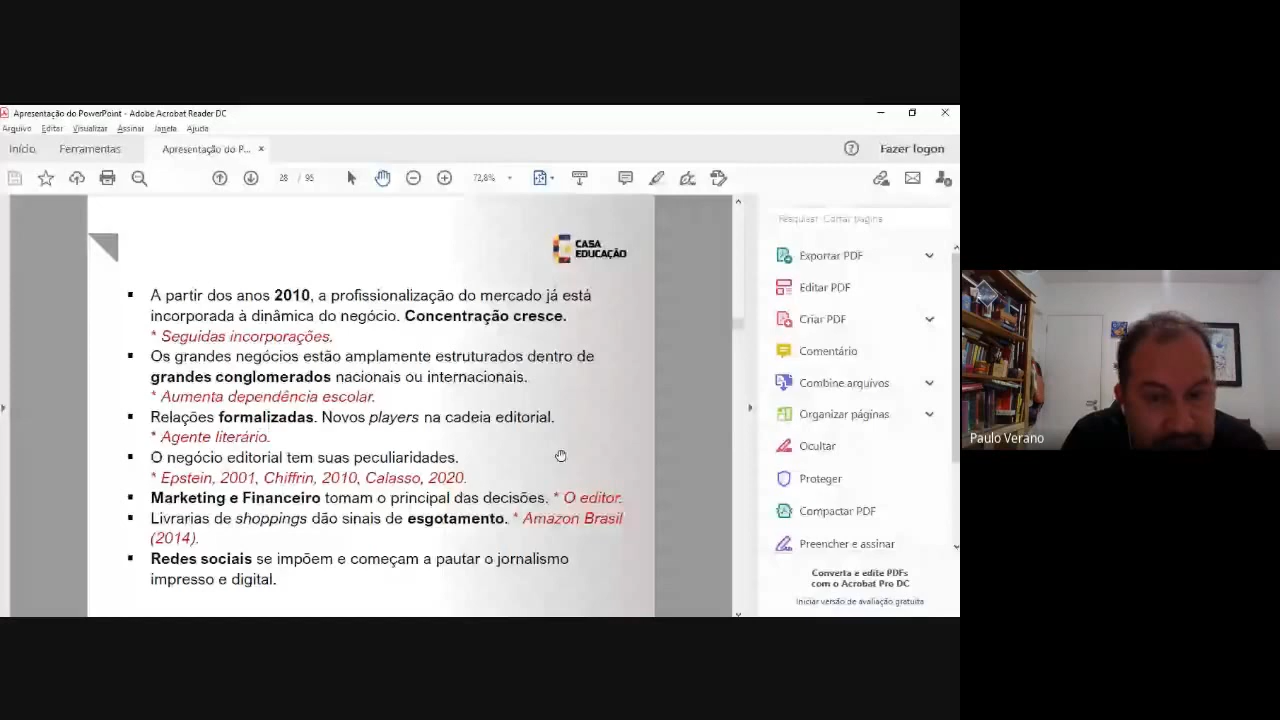 Apresentação do PowerPoint - Adobe Acrobat Reader DC
Arquivo Editar Visualizar Assinar Janela Ajuda
Início Ferramentas Apresentação do P... × Fazer logon
28 / 95 72,8%
CASA
EDUCAÇÃO
▪ A partir dos anos 2010, a profissionalização do mercado já está
incorporada à dinâmica do negócio. Concentração cresce.
* Seguidas incorporações.
▪ Os grandes negócios estão amplamente estruturados dentro de
grandes conglomerados nacionais ou internacionais.
* Aumenta dependência escolar.
▪ Relações formalizadas. Novos players na cadeia editorial.
* Agente literário.
▪ O negócio editorial tem suas peculiaridades.
* Epstein, 2001, Chiffrin, 2010, Calasso, 2020.
▪ Marketing e Financeiro tomam o principal das decisões. * O editor.
▪ Livrarias de shoppings dão sinais de esgotamento. * Amazon Brasil
(2014).
▪ Redes sociais se impõem e começam a pautar o jornalismo
impresso e digital.
Exportar PDF
Editar PDF
Criar PDF
Comentário
Combine arquivos
Organizar páginas
Ocultar
Proteger
Compactar PDF
Preencher e assinar
Converta e edite PDFs
com o Acrobat Pro DC
Iniciar versão de avaliação gratuita
Paulo Verano